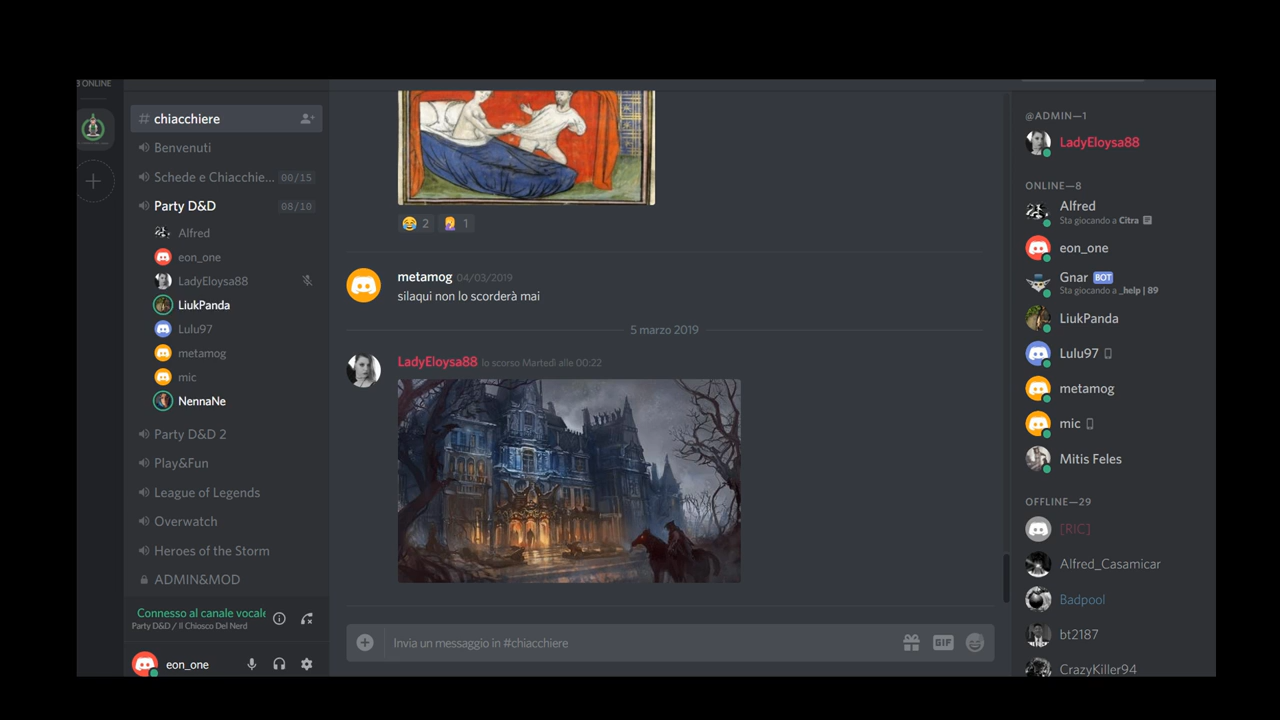 ONLINE
# chiacchiere
Benvenuti
Schede e Chiacchie... 00/15
Party D&D 08/10
Alfred
eon_one
LadyEloysa88
LiukPanda
Lulu97
metamog
mic
NennaNe
Party D&D 2
Play&Fun
League of Legends
Overwatch
Heroes of the Storm
ADMIN&MOD
Connesso al canale vocale
Party D&D / Il Chiosco Del Nerd
eon_one
2 1
metamog 04/03/2019
silaqui non lo scorderà mai
5 marzo 2019
LadyEloysa88 lo scorso Martedì alle 00:22
Invia un messaggio in #chiacchiere
GIF
@ADMIN—1
LadyEloysa88
ONLINE—8
Alfred
Sta giocando a Citra
eon_one
Gnar BOT
Sta giocando a _help | 89
LiukPanda
Lulu97
metamog
mic
Mitis Feles
OFFLINE—29
[RIC]
Alfred_Casamicar
Badpool
bt2187
CrazyKiller94